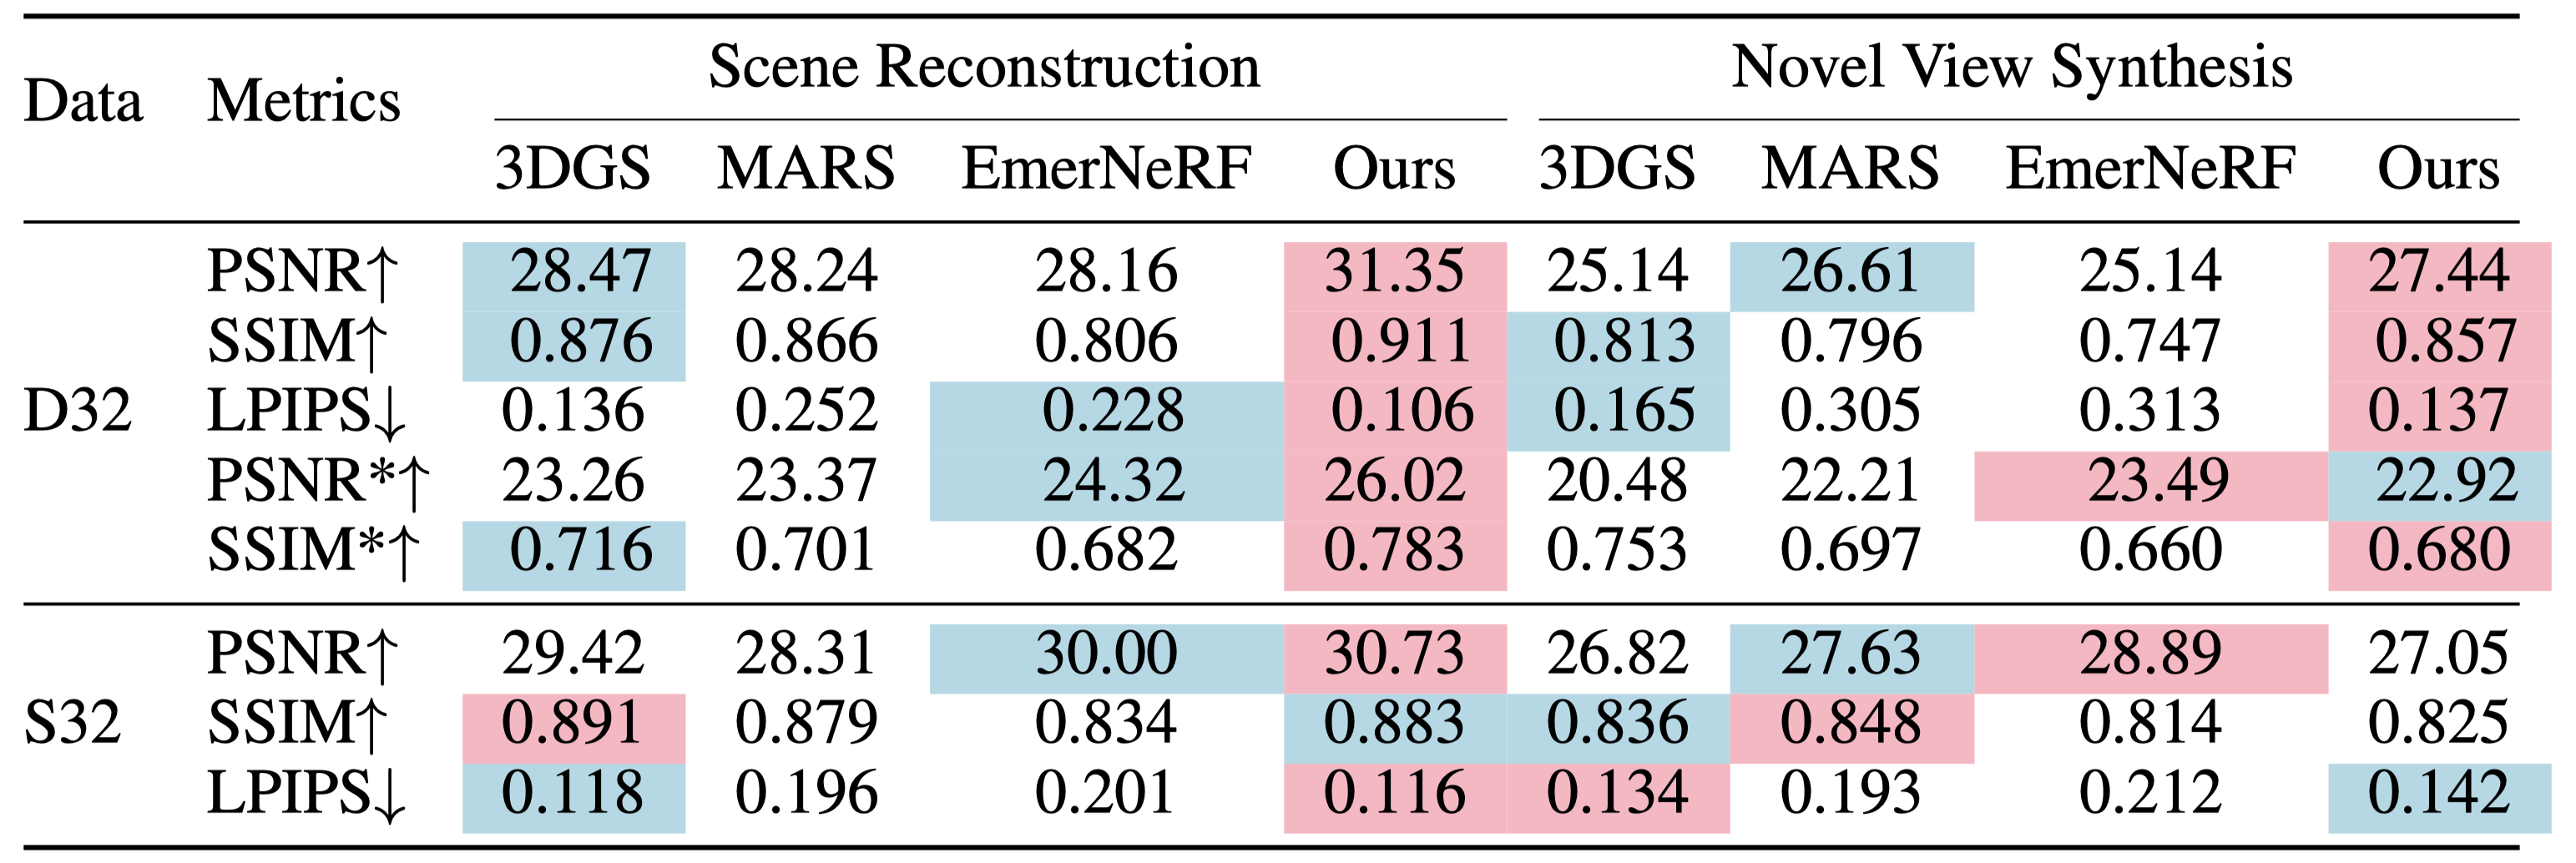 Data Metrics Scene Reconstruction Novel View Synthesis
3DGS MARS EmerNeRF Ours 3DGS MARS EmerNeRF Ours
D32
PSNR↑ 28.47 28.24 28.16 31.35 25.14 26.61 25.14 27.44
SSIM↑ 0.876 0.866 0.806 0.911 0.813 0.796 0.747 0.857
LPIPS↓ 0.136 0.252 0.228 0.106 0.165 0.305 0.313 0.137
PSNR*↑ 23.26 23.37 24.32 26.02 20.48 22.21 23.49 22.92
SSIM*↑ 0.716 0.701 0.682 0.783 0.753 0.697 0.660 0.680
S32
PSNR↑ 29.42 28.31 30.00 30.73 26.82 27.63 28.89 27.05
SSIM↑ 0.891 0.879 0.834 0.883 0.836 0.848 0.814 0.825
LPIPS↓ 0.118 0.196 0.201 0.116 0.134 0.193 0.212 0.142